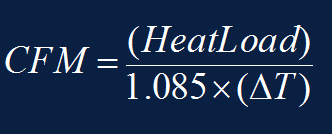 CFM = (HeatLoad) / 1.085×(ΔT)